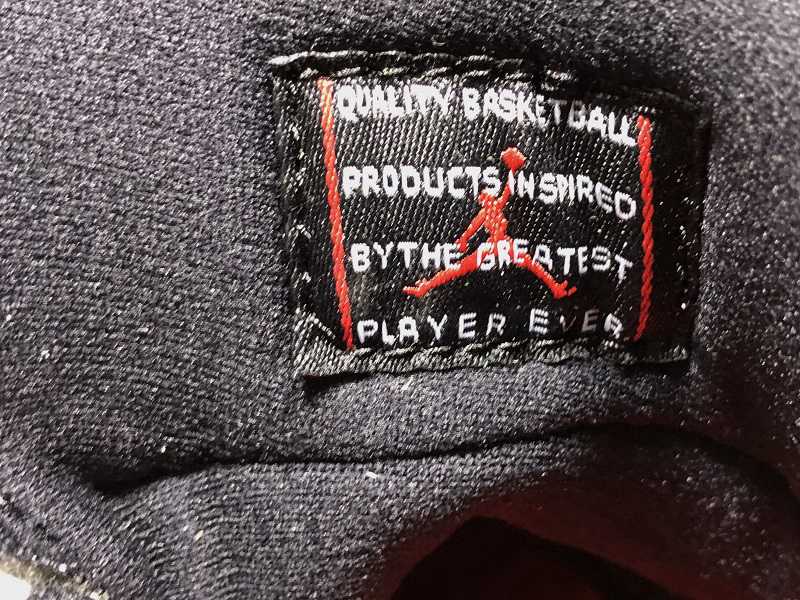 QUALITY BASKETBALL
PRODUCTS INSPIRED
BY THE GREATEST
PLAYER EVER